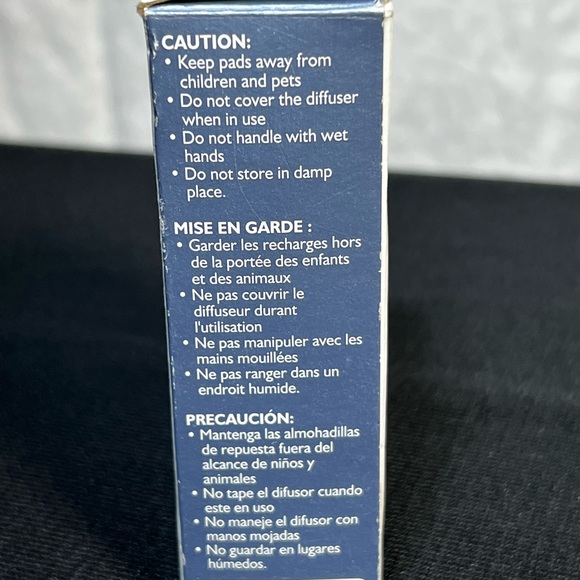 CAUTION:
• Keep pads away from
children and pets
• Do not cover the diffuser
when in use
• Do not handle with wet
hands
• Do not store in damp
place.
MISE EN GARDE :
• Garder les recharges hors
de la portée des enfants
et des animaux
• Ne pas couvrir le
diffuseur durant
l'utilisation
• Ne pas manipuler avec les
mains mouillées
• Ne pas ranger dans un
endroit humide.
PRECAUCIÓN:
• Mantenga las almohadillas
de repuesta fuera del
alcance de niños y
animales
• No tape el difusor cuando
este en uso
• No maneje el difusor con
manos mojadas
• No guardar en lugares
húmedos.